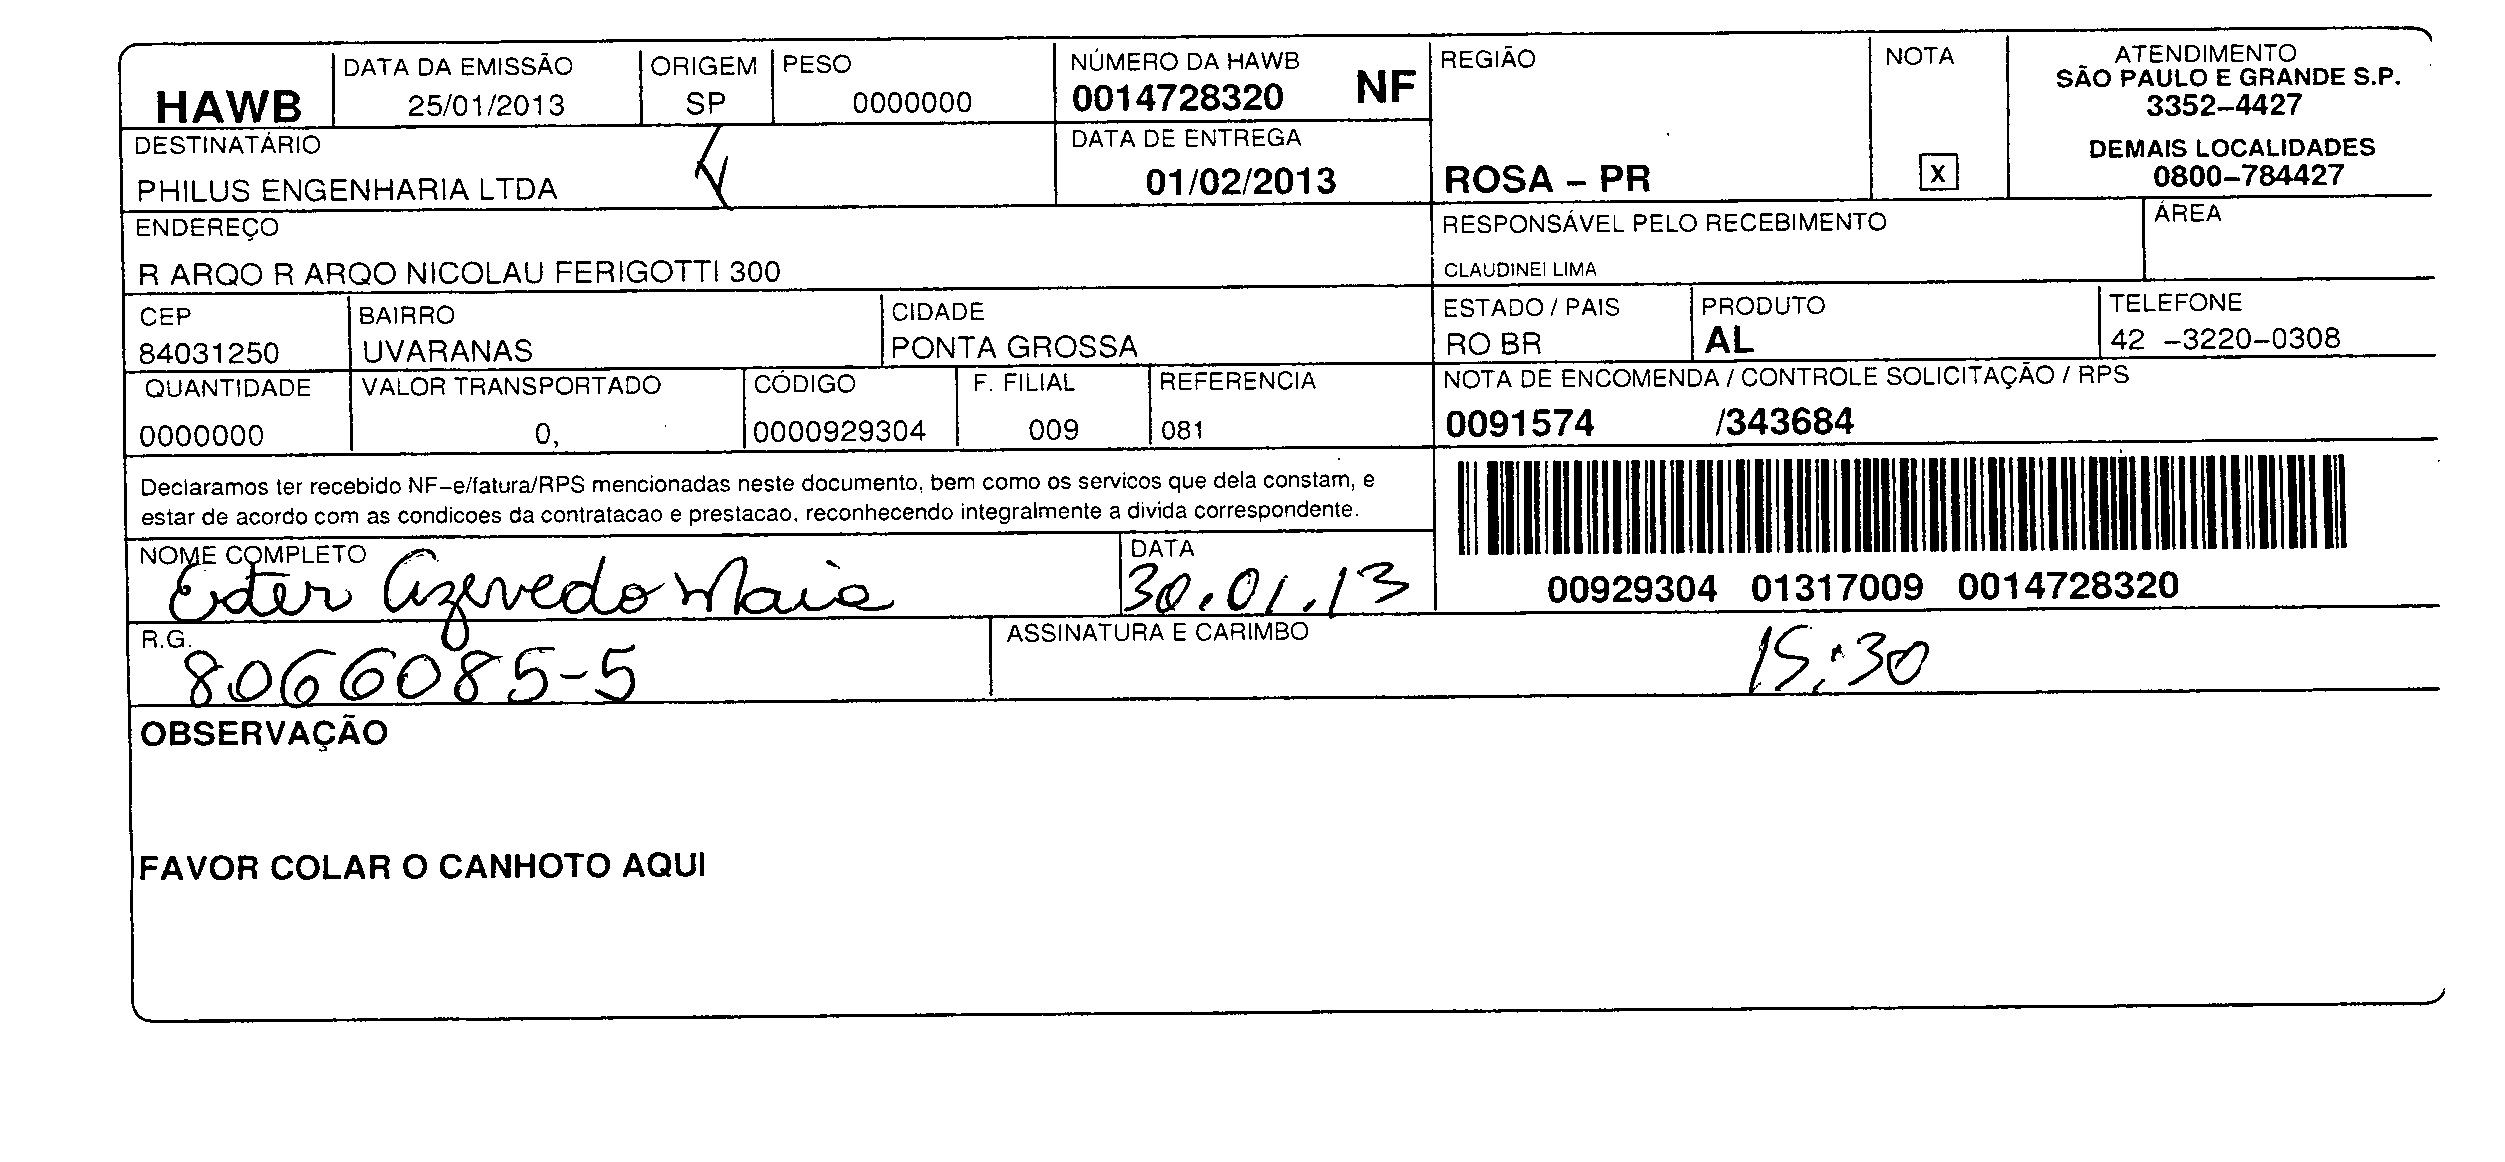 HAWB
DATA DA EMISSÃO
25/01/2013
ORIGEM
SP
PESO
0000000
NÚMERO DA HAWB
0014728320
NF
REGIÃO
ROSA – PR
NOTA
X
ATENDIMENTO
SÃO PAULO E GRANDE S.P.
3352–4427
DEMAIS LOCALIDADES
0800–784427
DESTINATÁRIO
PHILUS ENGENHARIA LTDA
DATA DE ENTREGA
01/02/2013
ENDEREÇO
R ARQO R ARQO NICOLAU FERIGOTTI 300
RESPONSÁVEL PELO RECEBIMENTO
CLAUDINEI LIMA
ÁREA
CEP
84031250
BAIRRO
UVARANAS
CIDADE
PONTA GROSSA
ESTADO / PAIS
RO BR
PRODUTO
AL
TELEFONE
42 –3220–0308
QUANTIDADE
0000000
VALOR TRANSPORTADO
0,
CÓDIGO
0000929304
F. FILIAL
009
REFERENCIA
081
NOTA DE ENCOMENDA / CONTROLE SOLICITAÇÃO / RPS
0091574 /343684
Declaramos ter recebido NF–e/fatura/RPS mencionadas neste documento, bem como os servicos que dela constam, e
estar de acordo com as condicoes da contratacao e prestacao, reconhecendo integralmente a divida correspondente.
00929304 01317009 0014728320
NOME COMPLETO
Ester Azevedo Maia
DATA
30.01.13
R.G.
8066085-5
ASSINATURA E CARIMBO
15:30
OBSERVAÇÃO
FAVOR COLAR O CANHOTO AQUI